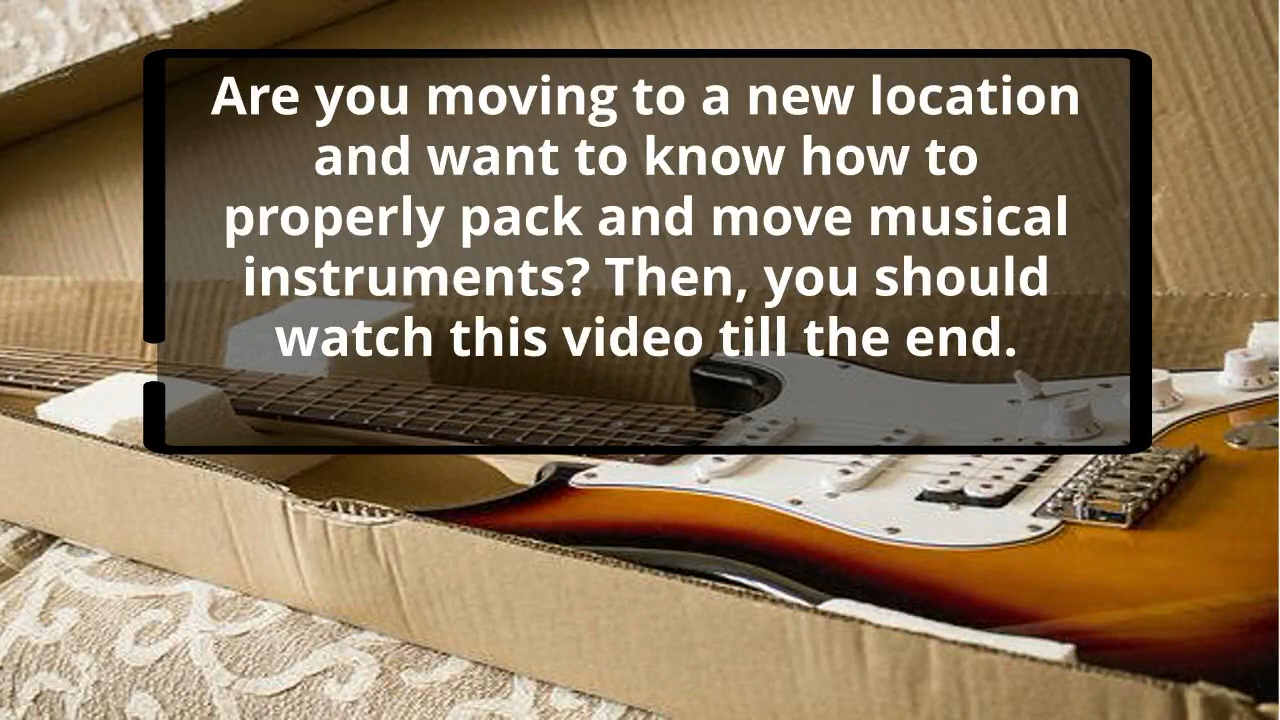 Are you moving to a new location
and want to know how to
properly pack and move musical
instruments? Then, you should
watch this video till the end.